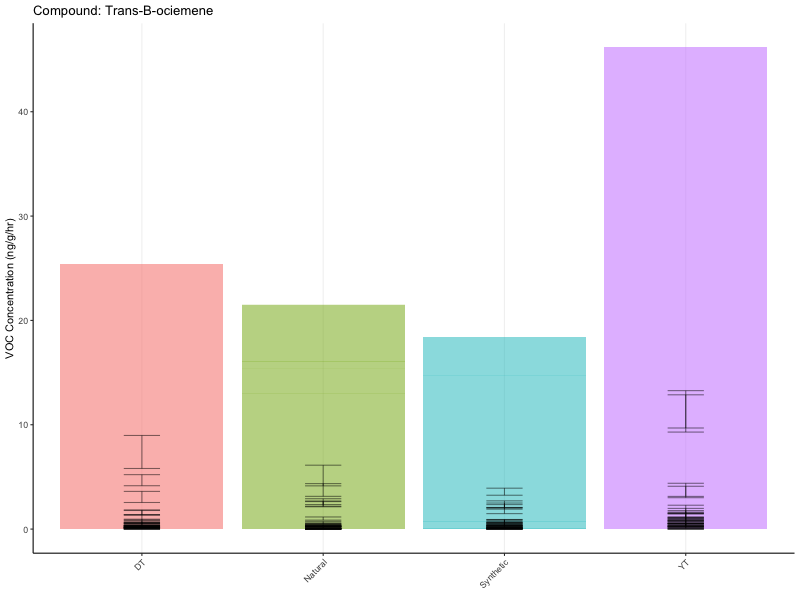 Compound: Trans-B-ociemene
VOC Concentration (ng/g/hr)
40
30
20
10
0
DT
Natural
Synthetic
YT